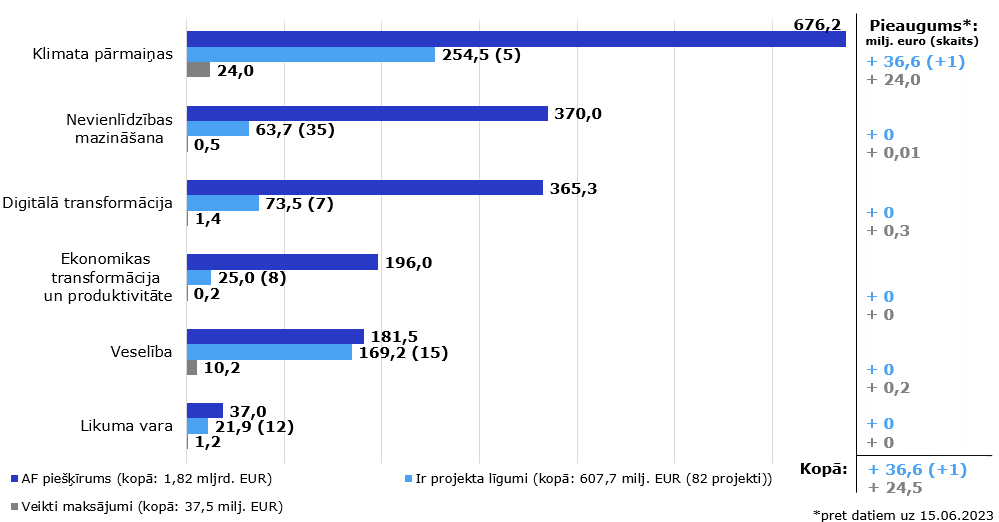 676,2
Pieaugums*:
milj. euro (skaits)
Klimata pārmaiņas
254,5 (5)
+ 36,6 (+1)
24,0
+ 24,0
Nevienlīdzības
mazināšana
370,0
63,7 (35)
+ 0
0,5
+ 0,01
Digitālā transformācija
365,3
73,5 (7)
+ 0
1,4
+ 0,3
Ekonomikas
transformācija
un produktivitāte
196,0
25,0 (8)
0,2
+ 0
+ 0
Veselība
181,5
169,2 (15)
10,2
+ 0
+ 0,2
Likuma vara
37,0
21,9 (12)
1,2
+ 0
+ 0
Kopā:
+ 36,6 (+1)
+ 24,5
AF piešķīrums (kopā: 1,82 mljrd. EUR)
Ir projekta līgumi (kopā: 607,7 milj. EUR (82 projekti))
Veikti maksājumi (kopā: 37,5 milj. EUR)
*pret datiem uz 15.06.2023